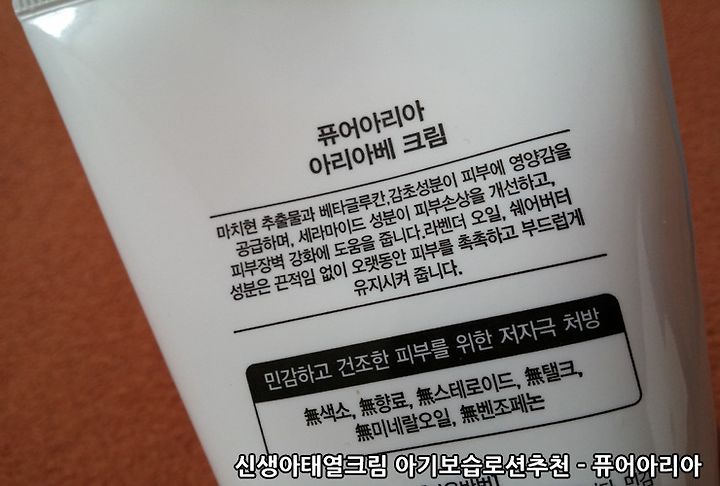 퓨어아리아
아리아베 크림
마치현 추출물과 베타글루칸,감초성분이 피부에 영양감을
공급하며, 세라마이드 성분이 피부손상을 개선하고,
피부장벽 강화에 도움을 줍니다.라벤더 오일, 쉐어버터
성분은 끈적임 없이 오랫동안 피부를 촉촉하고 부드럽게
유지시켜 줍니다.
민감하고 건조한 피부를 위한 저자극 처방
無색소, 無향료, 無스테로이드, 無탤크,
無미네랄오일, 無벤조페논
신생아태열크림 아기보습로션추천 - 퓨어아리아